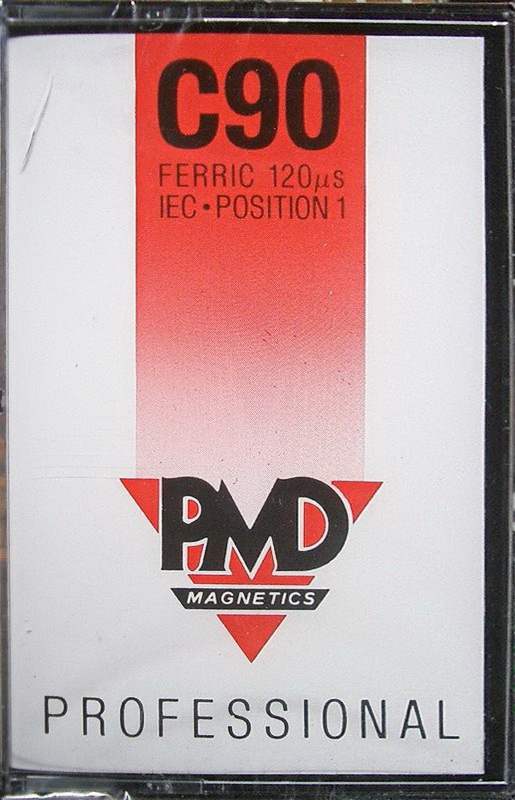 C90
FERRIC 120µs
IEC•POSITION 1
PMD
MAGNETICS
PROFESSIONAL